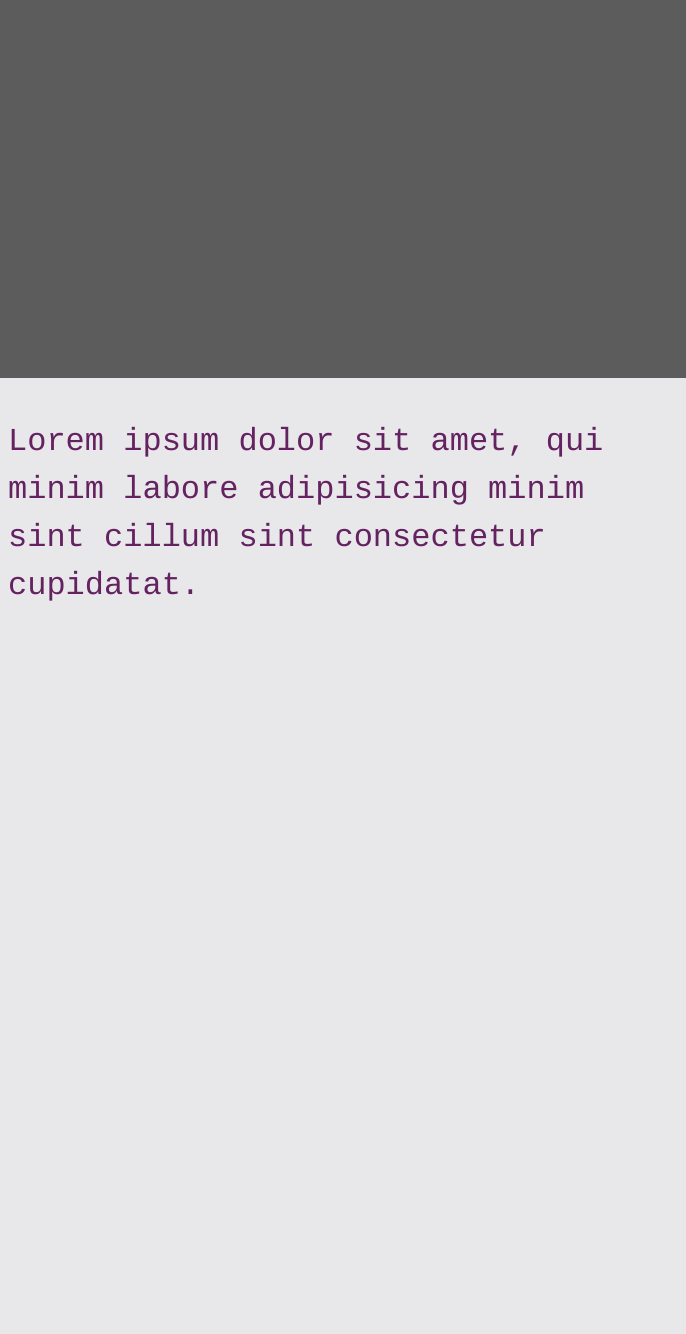 Lorem ipsum dolor sit amet, qui
minim labore adipisicing minim
sint cillum sint consectetur
cupidatat.